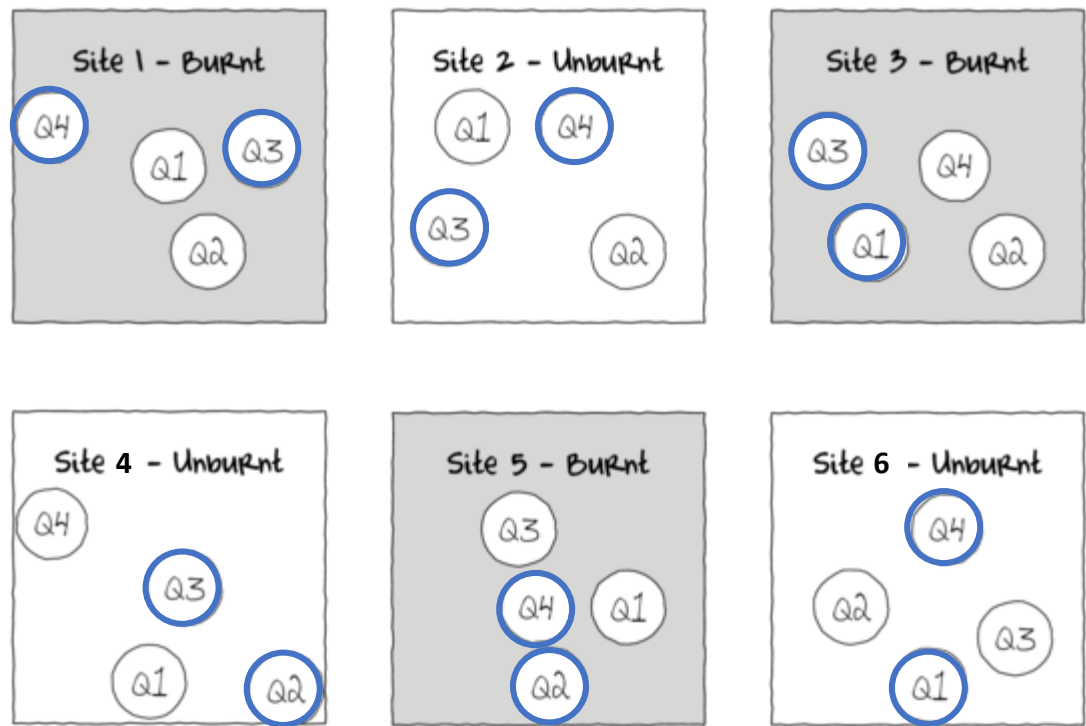 Site 1 - Burnt
Q4
Q1
Q3
Q2
Site 2 - Unburnt
Q1
Q4
Q3
Q2
Site 3 - Burnt
Q3
Q4
Q1
Q2
Site 4 - Unburnt
Q4
Q3
Q1
Q2
Site 5 - Burnt
Q3
Q4
Q1
Q2
Site 6 - Unburnt
Q4
Q2
Q3
Q1